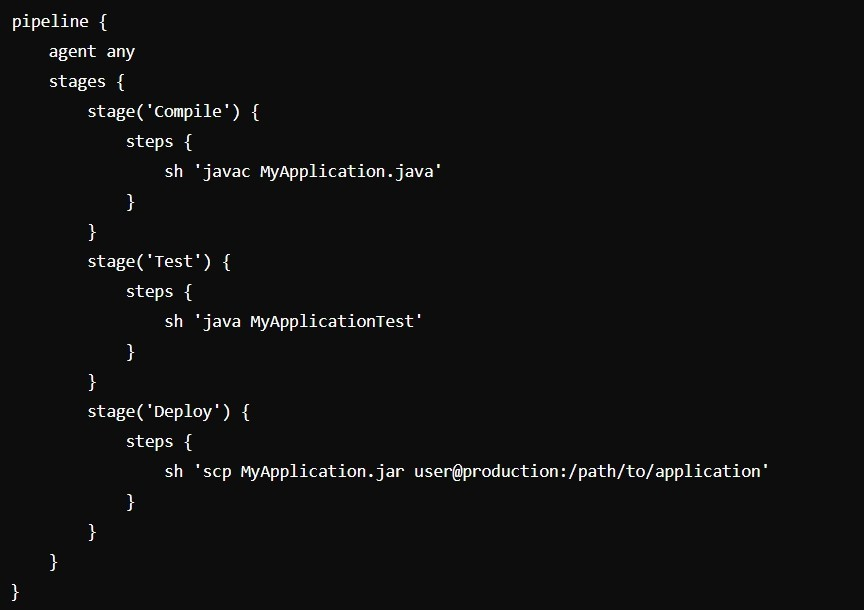 pipeline {
    agent any
    stages {
        stage('Compile') {
            steps {
                sh 'javac MyApplication.java'
            }
        }
        stage('Test') {
            steps {
                sh 'java MyApplicationTest'
            }
        }
        stage('Deploy') {
            steps {
                sh 'scp MyApplication.jar user@production:/path/to/application'
            }
        }
    }
}